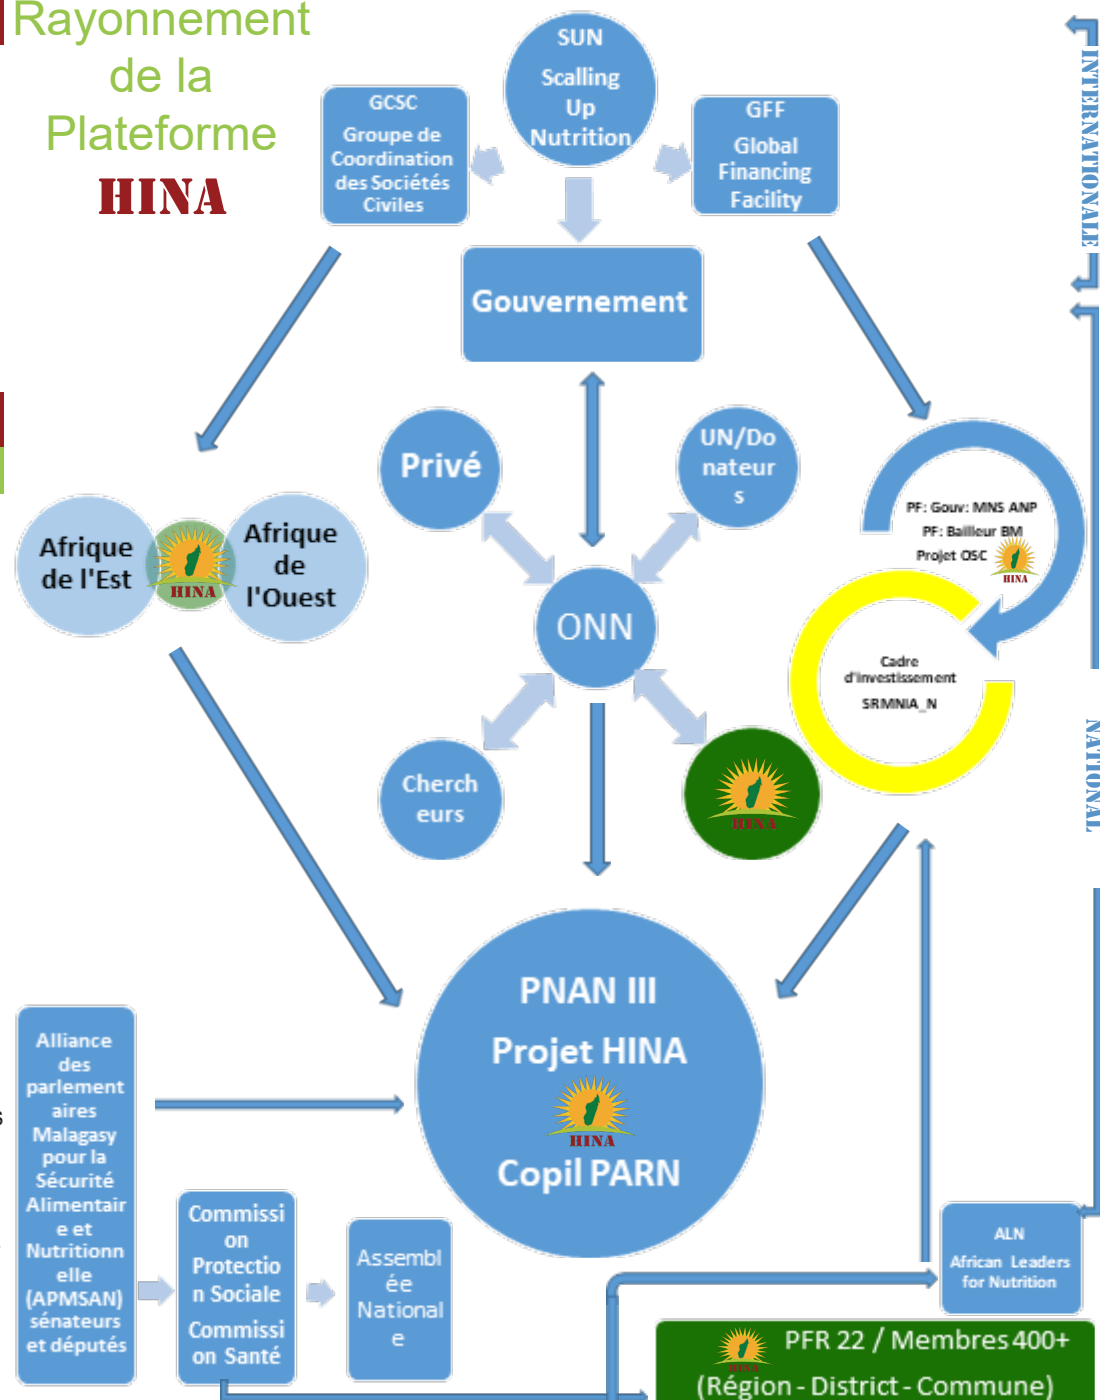 Rayonnement
de la
Plateforme
HINA
SUN
Scalling
Up
Nutrition
GCSC
Groupe de
Coordination
des Sociétés
Civiles
GFF
Global
Financing
Facility
INTERNATIONALE
Gouvernement
Privé
UN/Do
nateur
s
PF: Gouv: MNS ANP
PF: Bailleur BM
Projet OSC
HINA
Afrique
de l'Est
HINA
Afrique
de
l'Ouest
ONN
Cadre
d'investissement
SRMNIA_N
NATIONAL
Cherch
eurs
HINA
PNAN III
Projet HINA
HINA
Copil PARN
Alliance
des
parlement
aires
Malagasy
pour la
Sécurité
Alimentair
e et
Nutritionn
elle
(APMSAN)
sénateurs
et députés
s
Commissi
on
Protectio
n Sociale
Commissi
on Santé
Assembl
ée
National
e
ALN
African Leaders
for Nutrition
HINA
PFR 22 / Membres 400+
(Région - District - Commune)